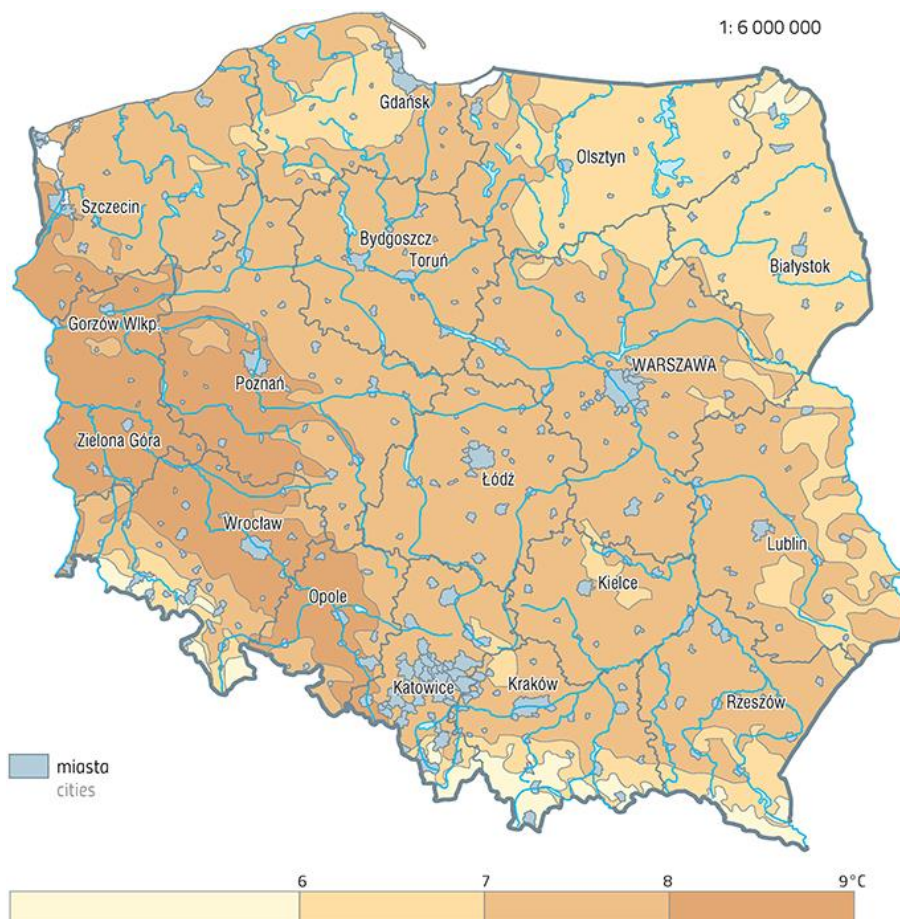 1: 6 000 000
Gdańsk
Olsztyn
Szczecin
Bydgoszcz
Toruń
Białystok
Gorzów Wlkp.
Poznań
WARSZAWA
Zielona Góra
Łódź
Wrocław
Lublin
Kielce
Opole
Katowice
Kraków
Rzeszów
miasta
cities
6 7 8 9°C